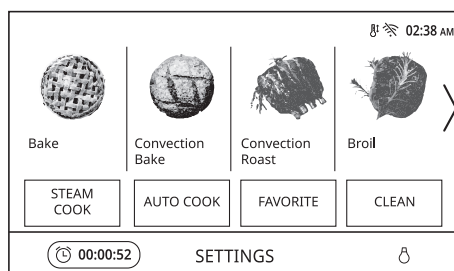 02:38 AM
Bake
Convection
Bake
Convection
Roast
Broil
STEAM
COOK
AUTO COOK
FAVORITE
CLEAN
00:00:52
SETTINGS